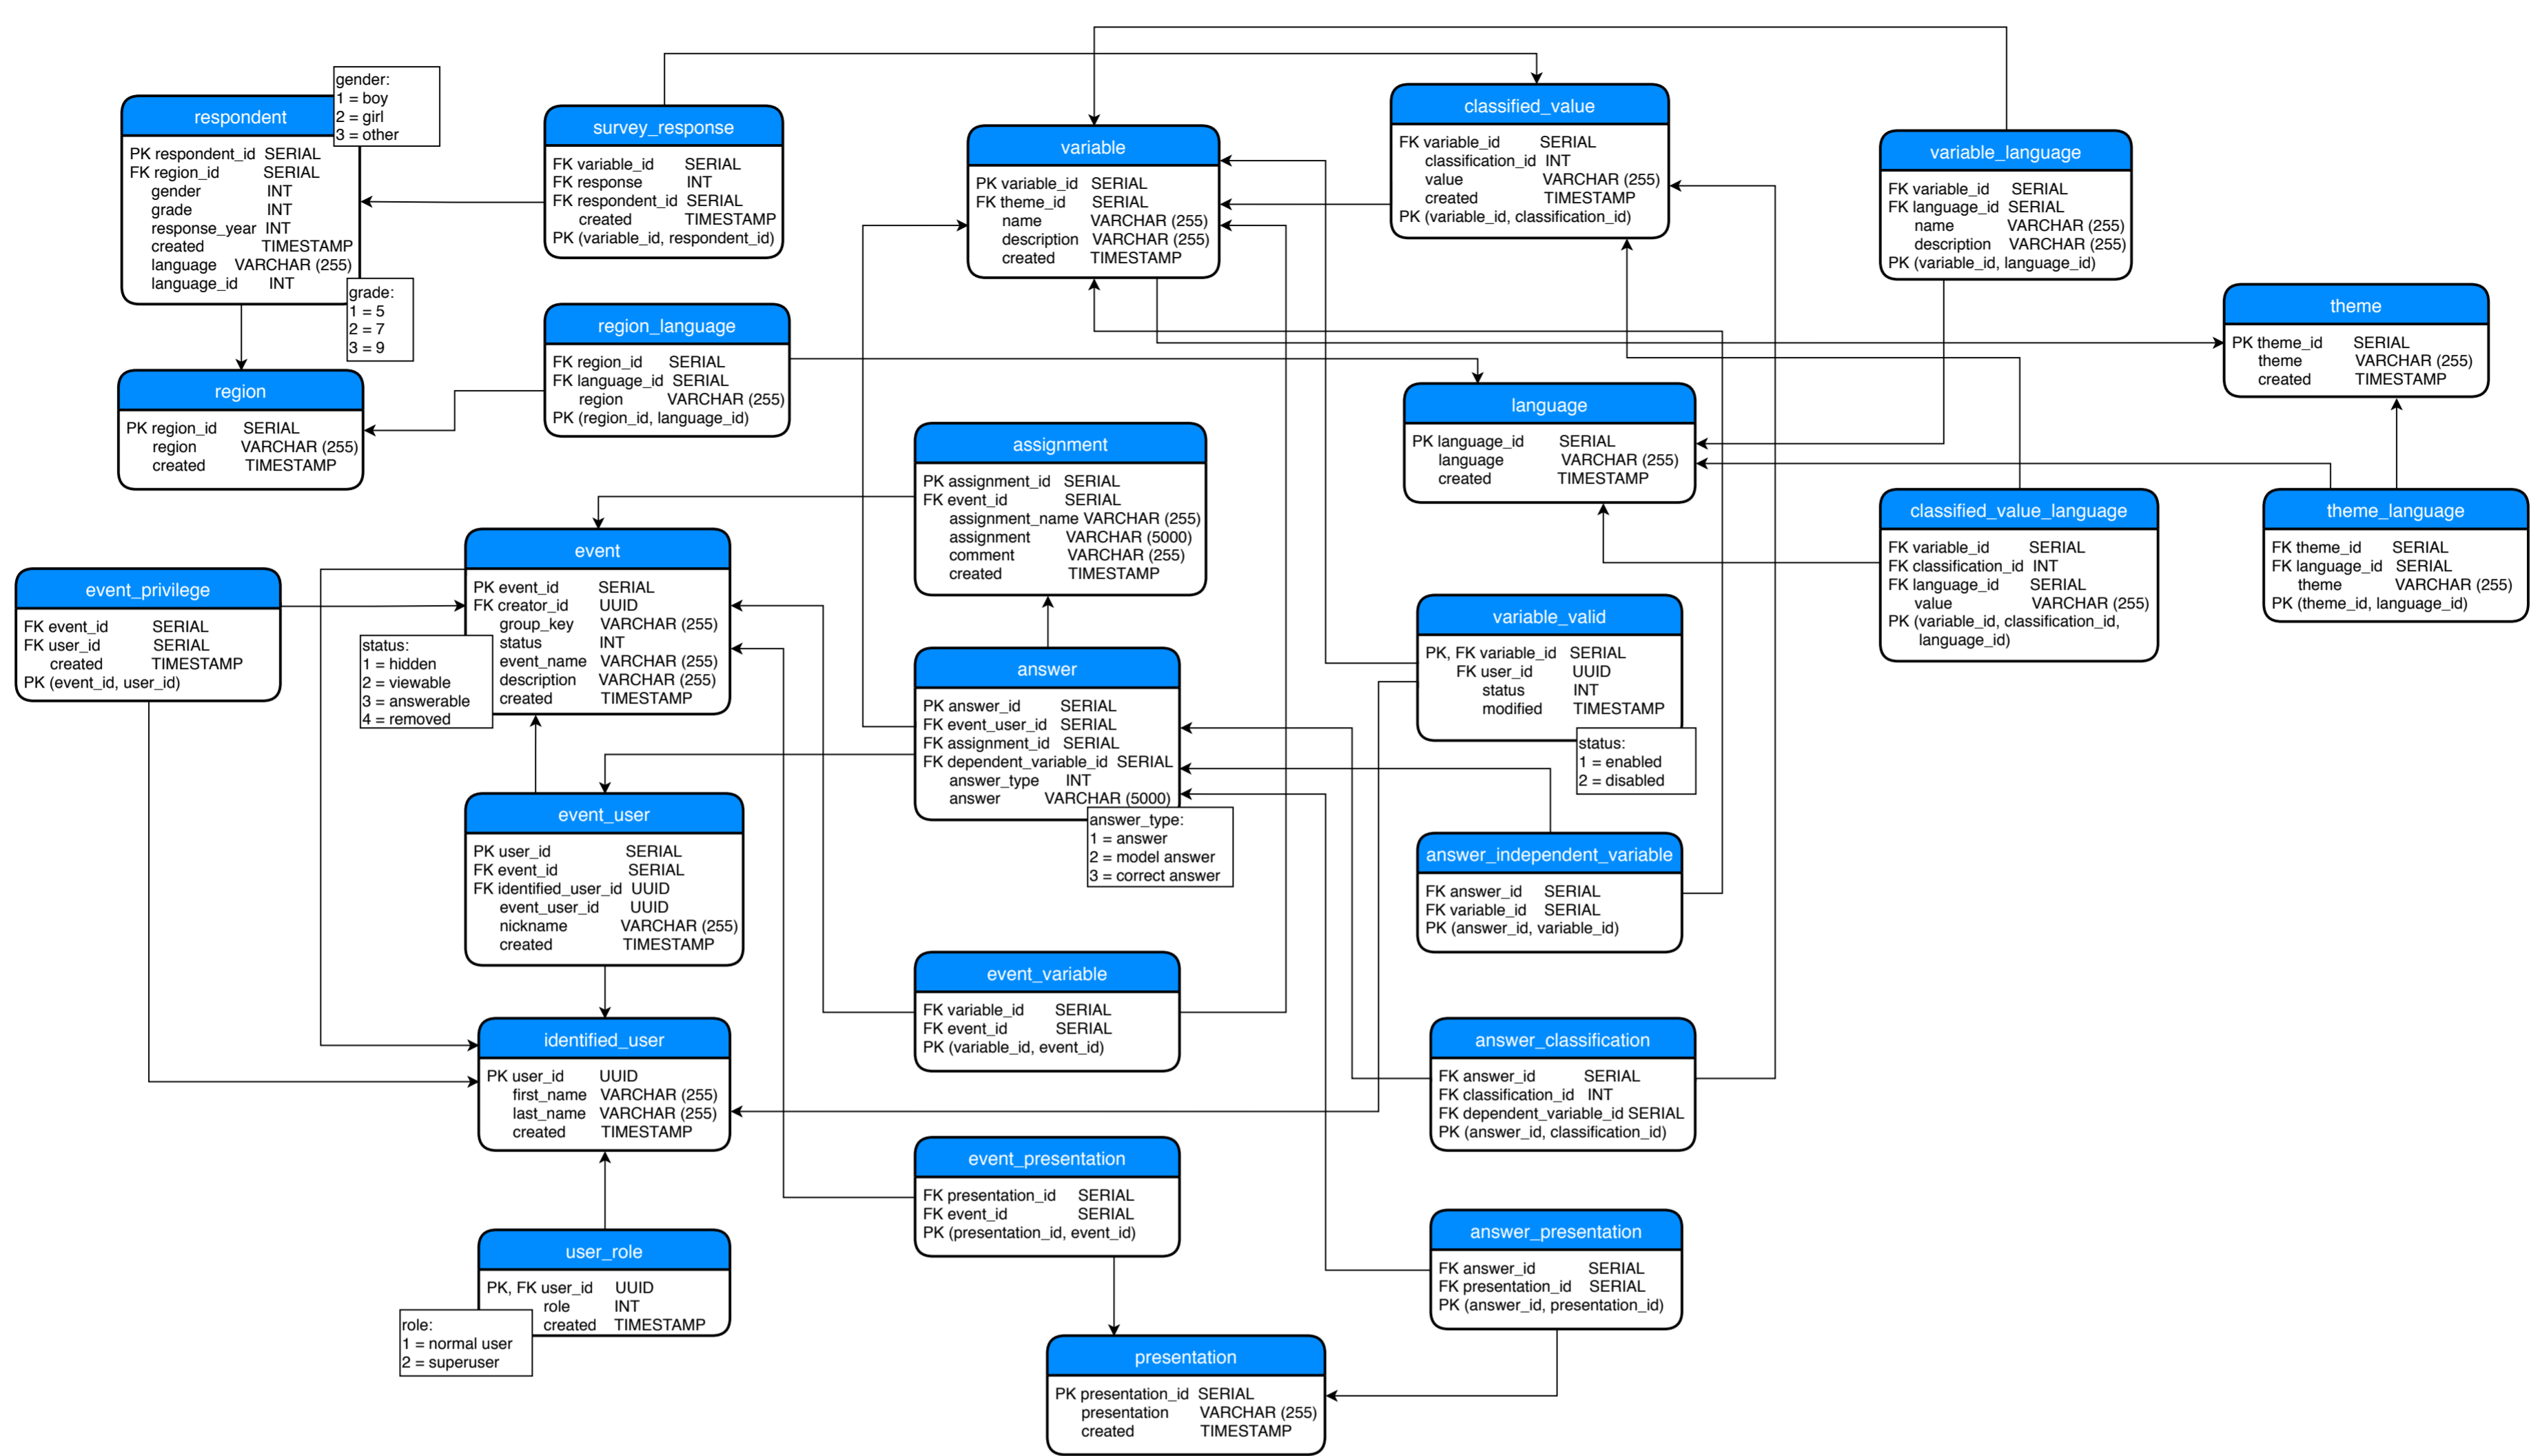 respondent
PK respondent_id SERIAL
FK region_id SERIAL
gender INT
grade INT
response_year INT
created TIMESTAMP
language VARCHAR (255)
language_id INT
gender:
1 = boy
2 = girl
3 = other
grade:
1 = 5
2 = 7
3 = 9
survey_response
FK variable_id SERIAL
FK response INT
FK respondent_id SERIAL
created TIMESTAMP
PK (variable_id, respondent_id)
variable
PK variable_id SERIAL
FK theme_id SERIAL
name VARCHAR (255)
description VARCHAR (255)
created TIMESTAMP
classified_value
FK variable_id SERIAL
classification_id INT
value VARCHAR (255)
created TIMESTAMP
PK (variable_id, classification_id)
variable_language
FK variable_id SERIAL
FK language_id SERIAL
name VARCHAR (255)
description VARCHAR (255)
PK (variable_id, language_id)
theme
PK theme_id SERIAL
theme VARCHAR (255)
created TIMESTAMP
region
PK region_id SERIAL
region VARCHAR (255)
created TIMESTAMP
region_language
FK region_id SERIAL
FK language_id SERIAL
region VARCHAR (255)
PK (region_id, language_id)
language
PK language_id SERIAL
language VARCHAR (255)
created TIMESTAMP
assignment
PK assignment_id SERIAL
FK event_id SERIAL
assignment_name VARCHAR (255)
assignment VARCHAR (5000)
comment VARCHAR (255)
created TIMESTAMP
classified_value_language
FK variable_id SERIAL
FK classification_id INT
FK language_id SERIAL
value VARCHAR (255)
PK (variable_id, classification_id,
language_id)
theme_language
FK theme_id SERIAL
FK language_id SERIAL
theme VARCHAR (255)
PK (theme_id, language_id)
event_privilege
FK event_id SERIAL
FK user_id SERIAL
created TIMESTAMP
PK (event_id, user_id)
event
PK event_id SERIAL
FK creator_id UUID
group_key VARCHAR (255)
status INT
event_name VARCHAR (255)
description VARCHAR (255)
created TIMESTAMP
status:
1 = hidden
2 = viewable
3 = answerable
4 = removed
answer
PK answer_id SERIAL
FK event_user_id SERIAL
FK assignment_id SERIAL
FK dependent_variable_id SERIAL
answer_type INT
answer VARCHAR (5000)
answer_type:
1 = answer
2 = model answer
3 = correct answer
variable_valid
PK, FK variable_id SERIAL
FK user_id UUID
status INT
modified TIMESTAMP
status:
1 = enabled
2 = disabled
event_user
PK user_id SERIAL
FK event_id SERIAL
FK identified_user_id UUID
event_user_id UUID
nickname VARCHAR (255)
created TIMESTAMP
answer_independent_variable
FK answer_id SERIAL
FK variable_id SERIAL
PK (answer_id, variable_id)
event_variable
FK variable_id SERIAL
FK event_id SERIAL
PK (variable_id, event_id)
identified_user
PK user_id UUID
first_name VARCHAR (255)
last_name VARCHAR (255)
created TIMESTAMP
answer_classification
FK answer_id SERIAL
FK classification_id INT
FK dependent_variable_id SERIAL
PK (answer_id, classification_id)
event_presentation
FK presentation_id SERIAL
FK event_id SERIAL
PK (presentation_id, event_id)
user_role
PK, FK user_id UUID
role INT
created TIMESTAMP
role:
1 = normal user
2 = superuser
answer_presentation
FK answer_id SERIAL
FK presentation_id SERIAL
PK (answer_id, presentation_id)
presentation
PK presentation_id SERIAL
presentation VARCHAR (255)
created TIMESTAMP